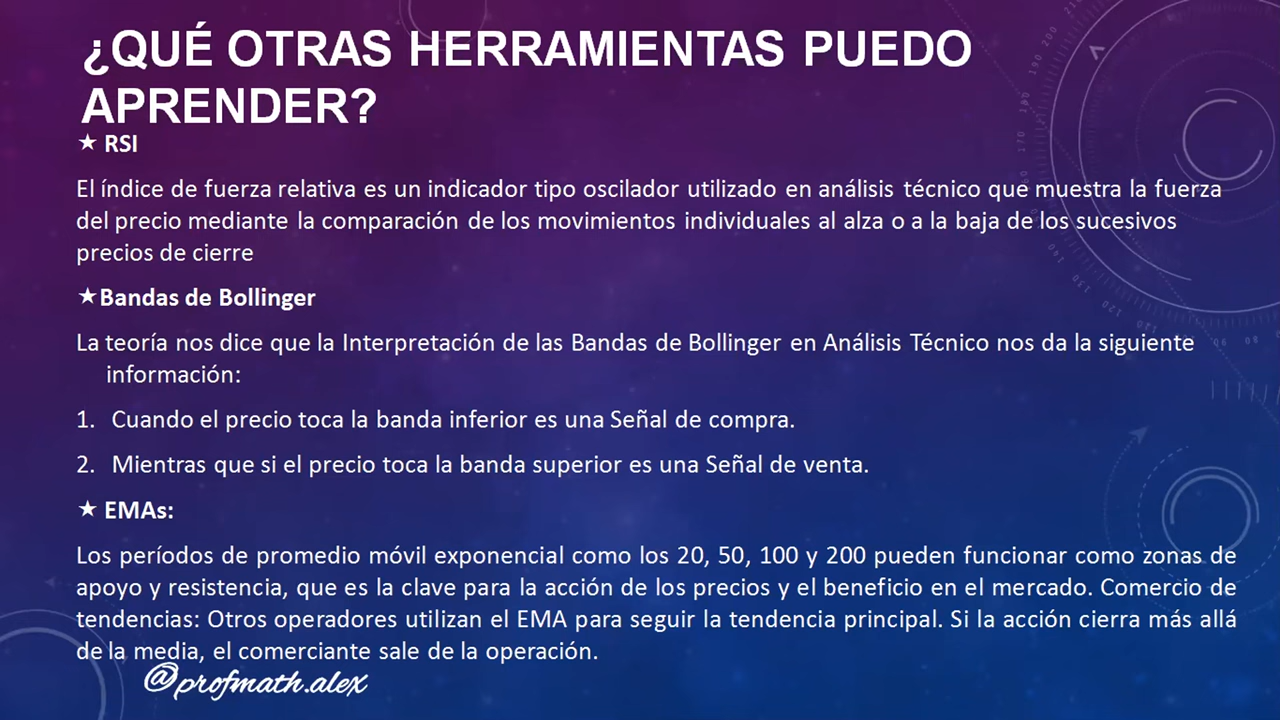 ¿QUÉ OTRAS HERRAMIENTAS PUEDO
APRENDER?
★ RSI
El índice de fuerza relativa es un indicador tipo oscilador utilizado en análisis técnico que muestra la fuerza
del precio mediante la comparación de los movimientos individuales al alza o a la baja de los sucesivos
precios de cierre
★Bandas de Bollinger
La teoría nos dice que la Interpretación de las Bandas de Bollinger en Análisis Técnico nos da la siguiente
información:
1. Cuando el precio toca la banda inferior es una Señal de compra.
2. Mientras que si el precio toca la banda superior es una Señal de venta.
★ EMAs:
Los períodos de promedio móvil exponencial como los 20, 50, 100 y 200 pueden funcionar como zonas de
apoyo y resistencia, que es la clave para la acción de los precios y el beneficio en el mercado. Comercio de
tendencias: Otros operadores utilizan el EMA para seguir la tendencia principal. Si la acción cierra más allá
de la media, el comerciante sale de la operación.
@profmath.alex